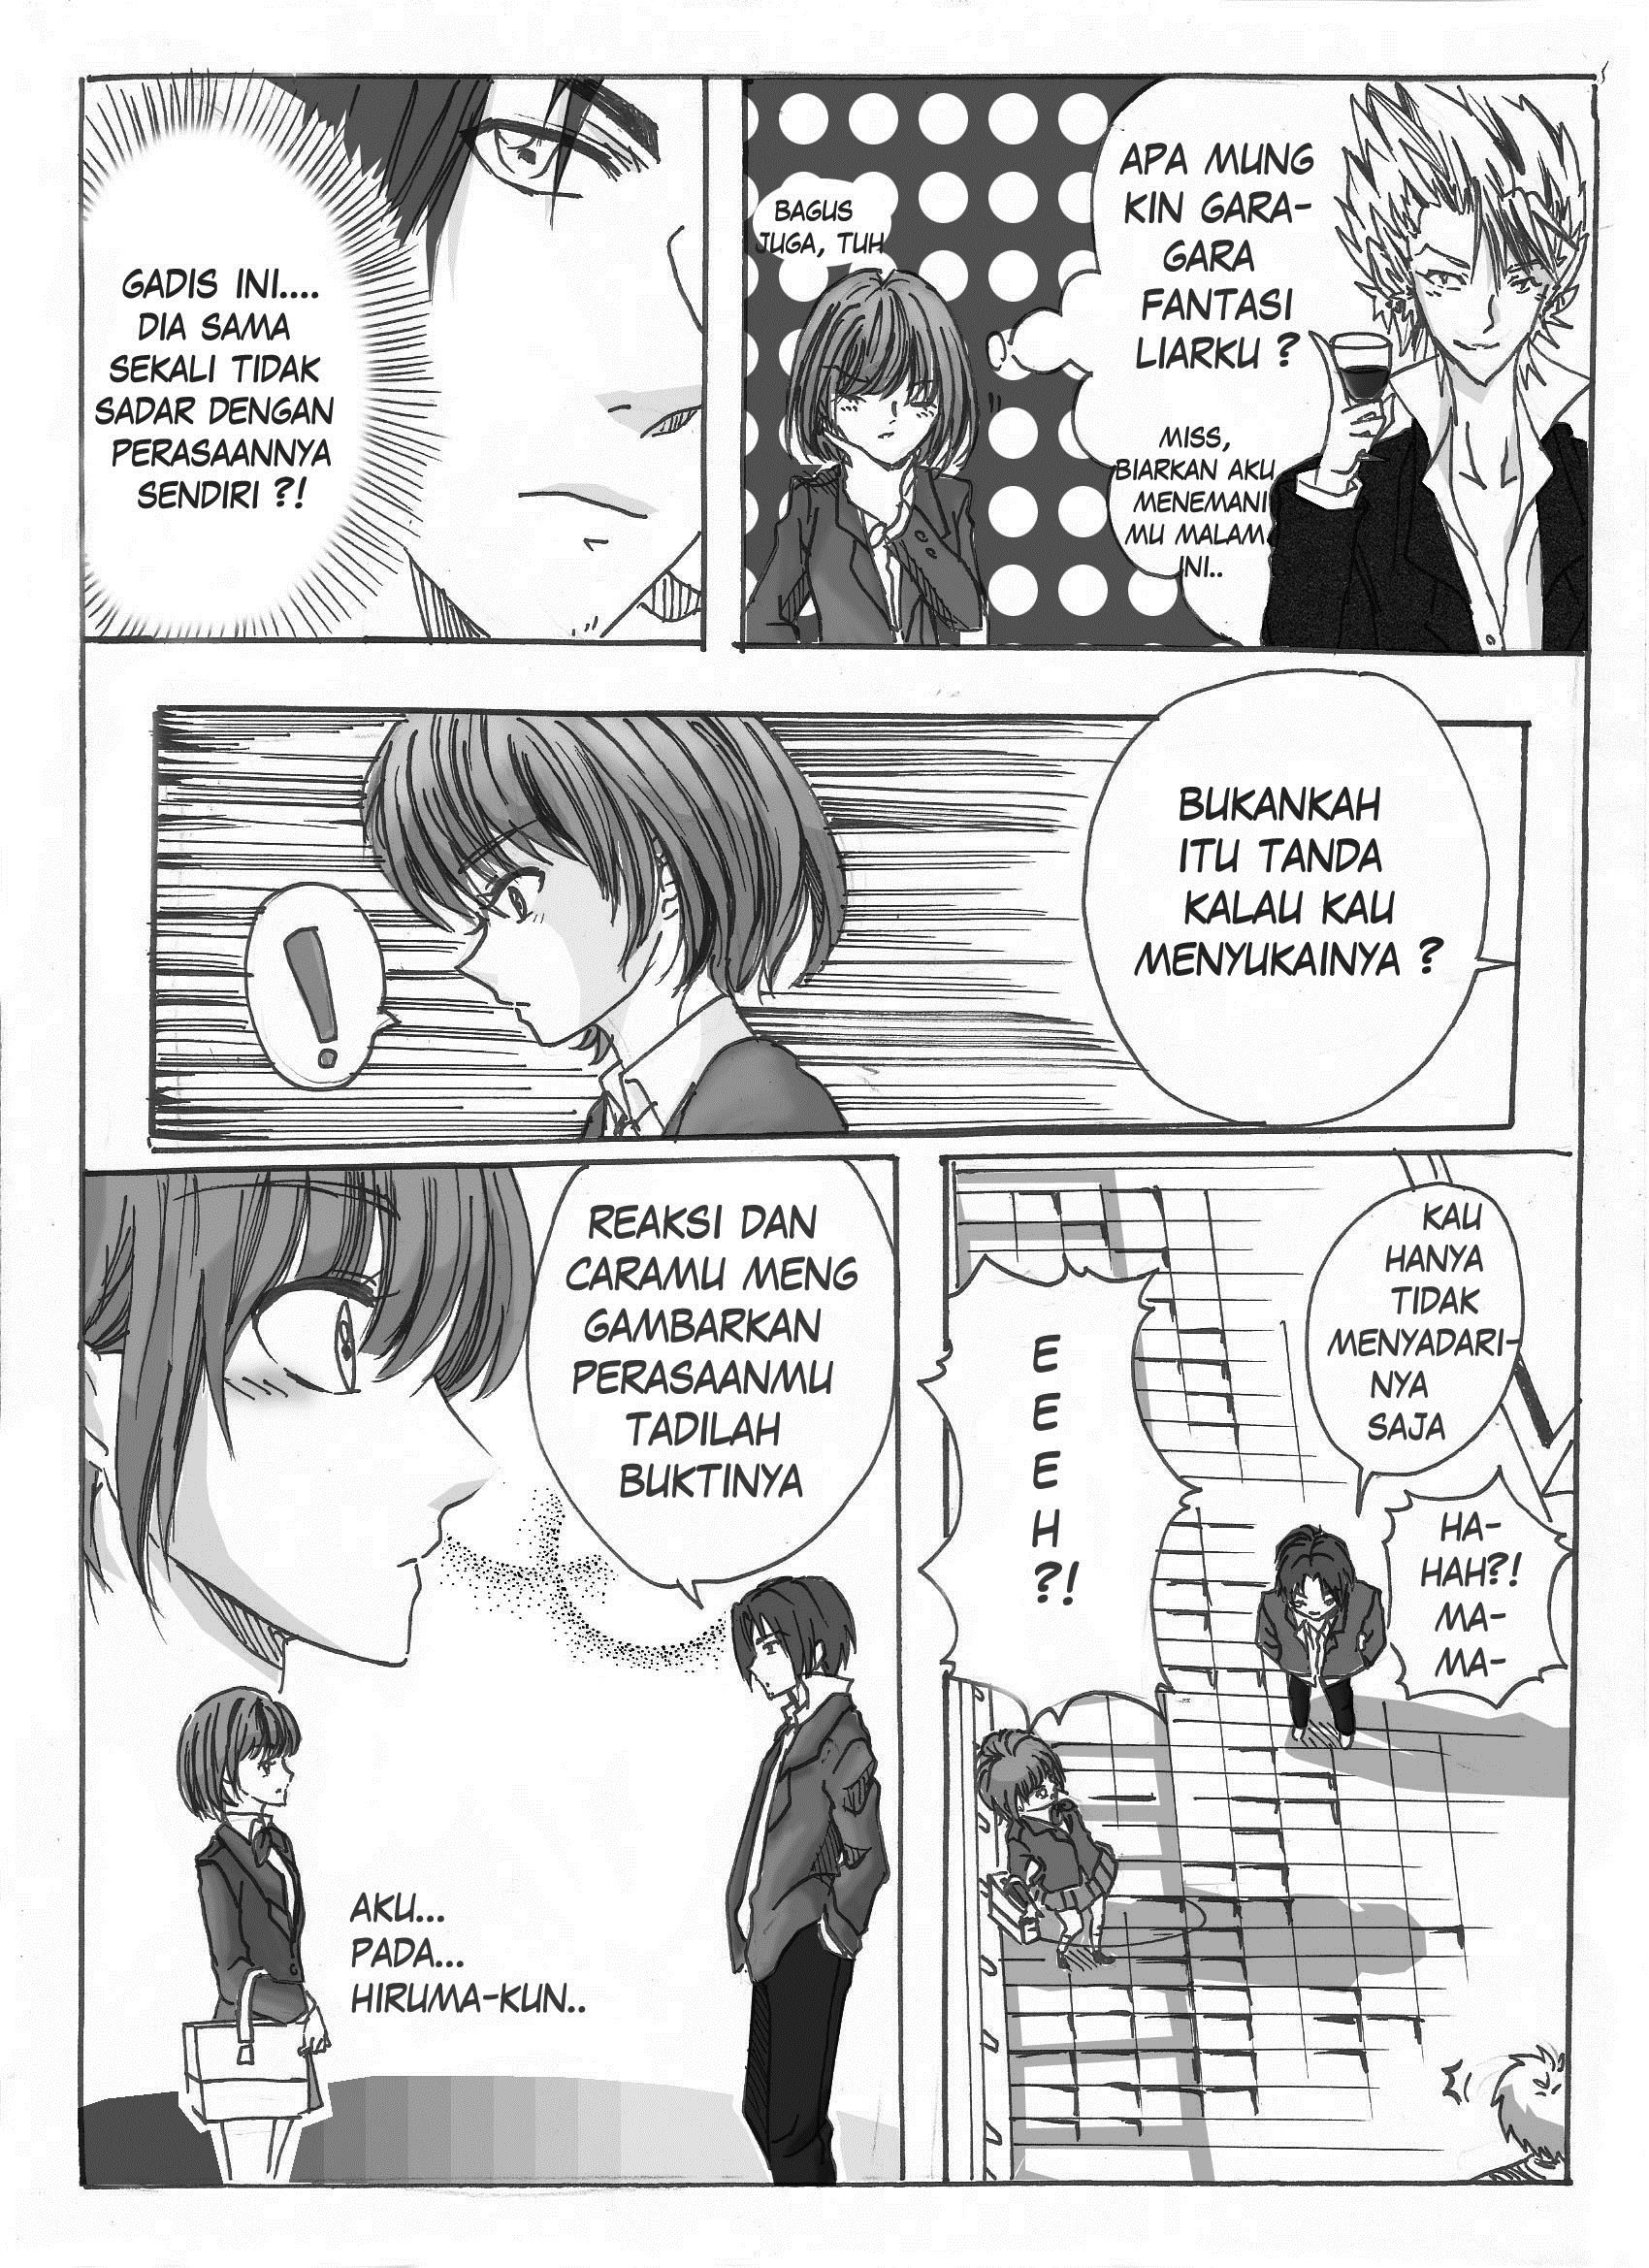 APA MUNG
KIN GARA-
GARA
FANTASI
LIARKU ?
MISS,
BIARKAN AKU
MENEMANI
MU MALAM
INI..
BAGUS
JUGA, TUH
GADIS INI....
DIA SAMA
SEKALI TIDAK
SADAR DENGAN
PERASAANNYA
SENDIRI ?!
BUKANKAH
ITU TANDA
KALAU KAU
MENYUKAINYA ?
!
KAU
HANYA
TIDAK
MENYADARI-
NYA
SAJA
HA-
HAH?!
MA-
MA-
E
E
E
H
?!
REAKSI DAN
CARAMU MENG
GAMBARKAN
PERASAANMU
TADILAH
BUKTINYA
AKU...
PADA...
HIRUMA-KUN..